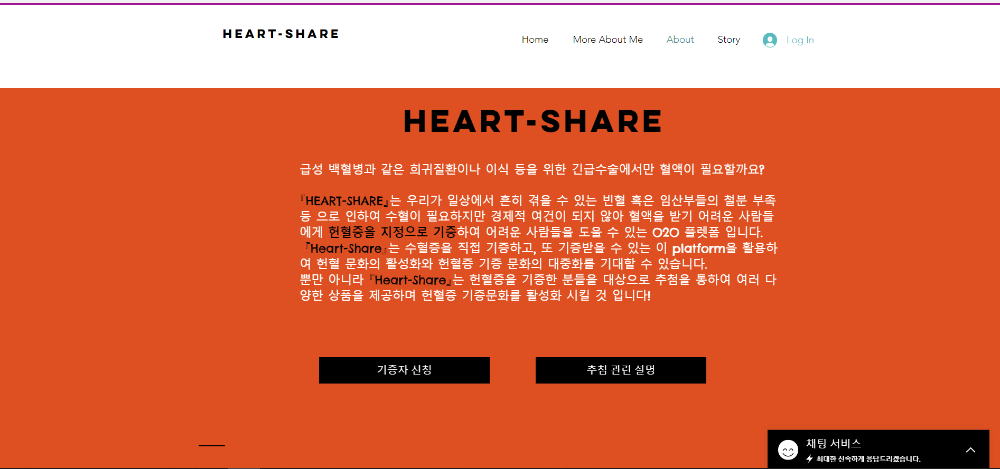 HEART-SHARE
Home
More About Me
About
Story
Log In
HEART-SHARE
급성 백혈병과 같은 희귀질환이나 이식 등을 위한 긴급수술에서만 혈액이 필요할까요?
『HEART-SHARE』는 우리가 일상에서 흔히 겪을 수 있는 빈혈 혹은 임산부들의 철분 부족
등 으로 인하여 수혈이 필요하지만 경제적 여건이 되지 않아 혈액을 받기 어려운 사람들
에게 헌혈증을 지정으로 기증하여 어려운 사람들을 도울 수 있는 O2O 플렛폼 입니다.
『Heart-Share』는 수혈증을 직접 기증하고, 또 기증받을 수 있는 이 platform을 활용하
여 헌혈 문화의 활성화와 헌혈증 기증 문화의 대중화를 기대할 수 있습니다.
뿐만 아니라 『Heart-Share』는 헌혈증을 기증한 분들을 대상으로 추첨을 통하여 여러 다
양한 상품을 제공하며 헌혈증 기증문화를 활성화 시킬 것 입니다!
기증자 신청
추첨 관련 설명
채팅 서비스
최대한 신속하게 응답드리겠습니다.